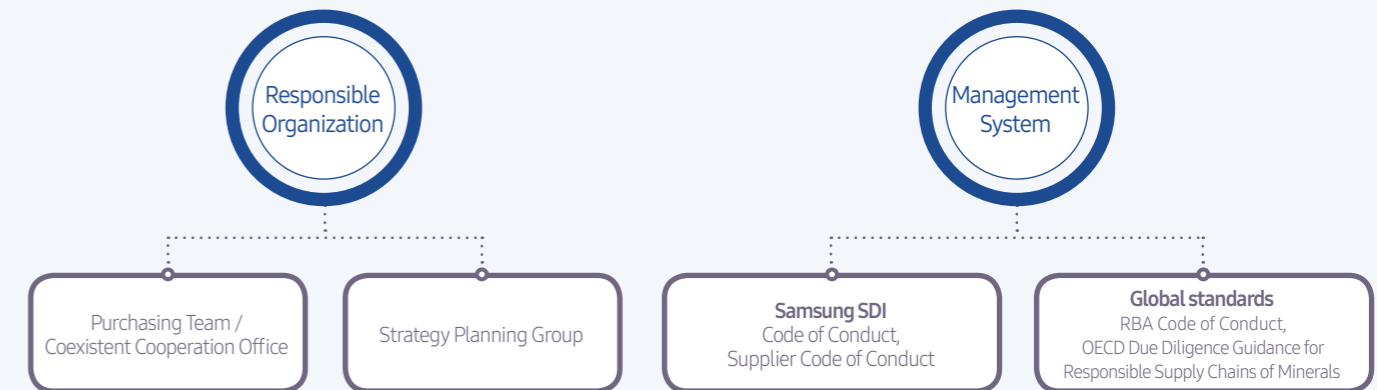 Responsible
Organization
Management
System
Purchasing Team /
Coexistent Cooperation Office
Strategy Planning Group
Samsung SDI
Code of Conduct,
Supplier Code of Conduct
Global standards
RBA Code of Conduct,
OECD Due Diligence Guidance for
Responsible Supply Chains of Minerals